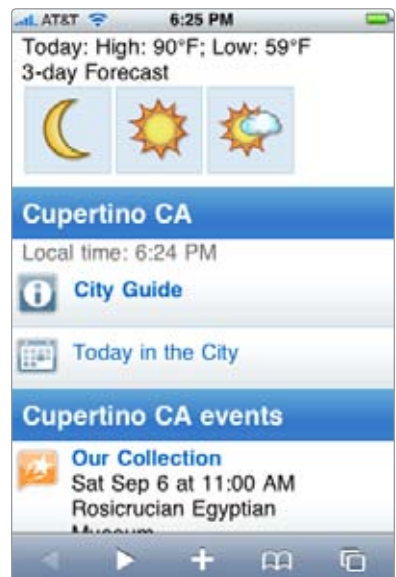 AT&T 6:25 PM
Today: High: 90°F; Low: 59°F
3-day Forecast
Cupertino CA
Local time: 6:24 PM
City Guide
Today in the City
Cupertino CA events
Our Collection
Sat Sep 6 at 11:00 AM
Rosicrucian Egyptian
Museum